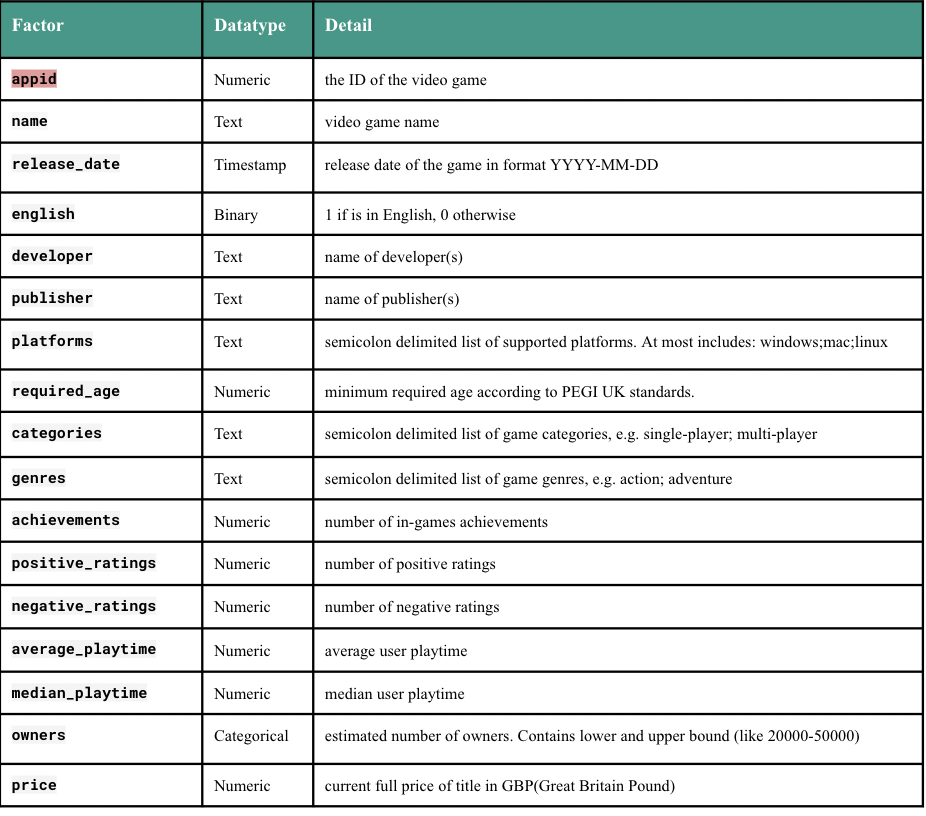 Factor Datatype Detail
appid Numeric the ID of the video game
name Text video game name
release_date Timestamp release date of the game in format YYYY-MM-DD
english Binary 1 if is in English, 0 otherwise
developer Text name of developer(s)
publisher Text name of publisher(s)
platforms Text semicolon delimited list of supported platforms. At most includes: windows;mac;linux
required_age Numeric minimum required age according to PEGI UK standards.
categories Text semicolon delimited list of game categories, e.g. single-player; multi-player
genres Text semicolon delimited list of game genres, e.g. action; adventure
achievements Numeric number of in-games achievements
positive_ratings Numeric number of positive ratings
negative_ratings Numeric number of negative ratings
average_playtime Numeric average user playtime
median_playtime Numeric median user playtime
owners Categorical estimated number of owners. Contains lower and upper bound (like 20000-50000)
price Numeric current full price of title in GBP(Great Britain Pound)